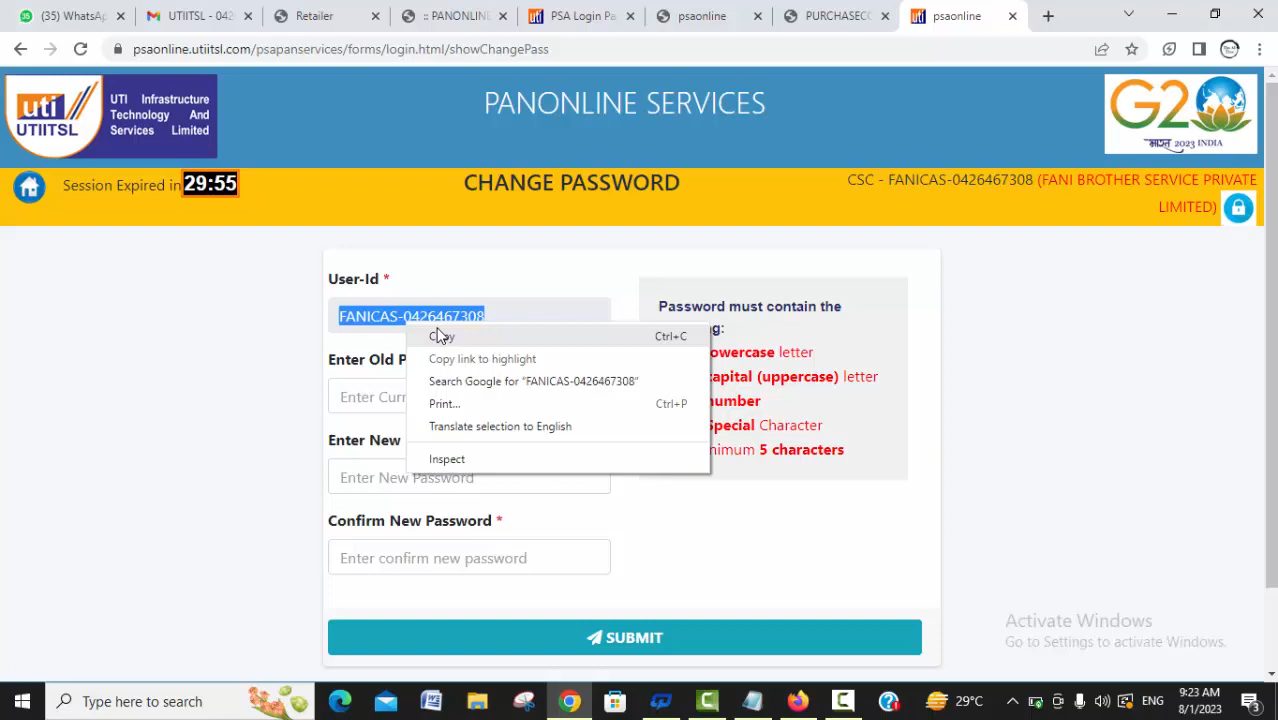 (35) WhatsA
UTIITSL - 042
Retailer
:: PANONLINE
PSA Login Pa
psaonline
PURCHASECO
psaonline
psaonline.utiitsl.com/psapanservices/forms/login.html/showChangePass
uti
UTIITSL
UTI Infrastructure
Technology And
Services Limited
PANONLINE SERVICES
G20
भारत 2023 INDIA
Session Expired in 29:55
CHANGE PASSWORD
CSC - FANICAS-0426467308 (FANI BROTHER SERVICE PRIVATE
LIMITED)
User-Id *
FANICAS-0426467308
Copy Ctrl+C
Copy link to highlight
Search Google for “FANICAS-0426467308”
Print... Ctrl+P
Translate selection to English
Inspect
Enter Old P
Enter Curr
Enter New
Enter New Password
Confirm New Password *
Enter confirm new password
Password must contain the
g:
owercase letter
capital (uppercase) letter
number
Special Character
nimum 5 characters
SUBMIT
Activate Windows
Go to Settings to activate Windows.
Type here to search
29°C
ENG
9:23 AM
8/1/2023
3